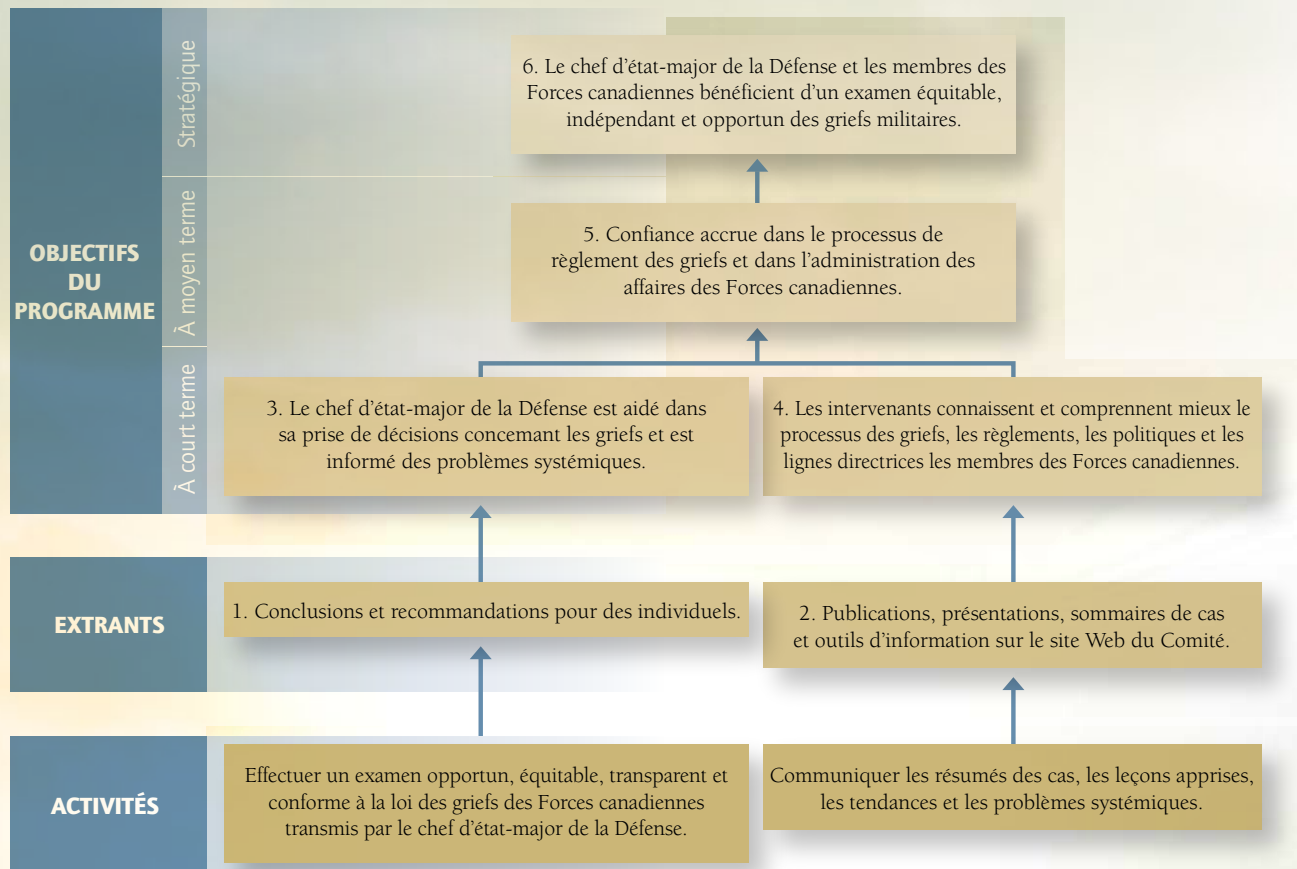 OBJECTIFS
DU
PROGRAMME
Stratégique
6. Le chef d'état-major de la Défense et les membres des
Forces canadiennes bénéficient d'un examen équitable,
indépendant et opportun des griefs militaires.
À moyen terme
5. Confiance accrue dans le processus de
règlement des griefs et dans l'administration des
affaires des Forces canadiennes.
À court terme
3. Le chef d'état-major de la Défense est aidé dans
sa prise de décisions concemant les griefs et est
informé des problèmes systémiques.
4. Les intervenants connaissent et comprennent mieux le
processus des griefs, les règlements, les politiques et les
lignes directrices les membres des Forces canadiennes.
EXTRANTS
1. Conclusions et recommandations pour des individuels.
2. Publications, présentations, sommaires de cas
et outils d'information sur le site Web du Comité.
ACTIVITÉS
Effectuer un examen opportun, équitable, transparent et
conforme à la loi des griefs des Forces canadiennes
transmis par le chef d'état-major de la Défense.
Communiquer les résumés des cas, les leçons apprises,
les tendances et les problèmes systémiques.